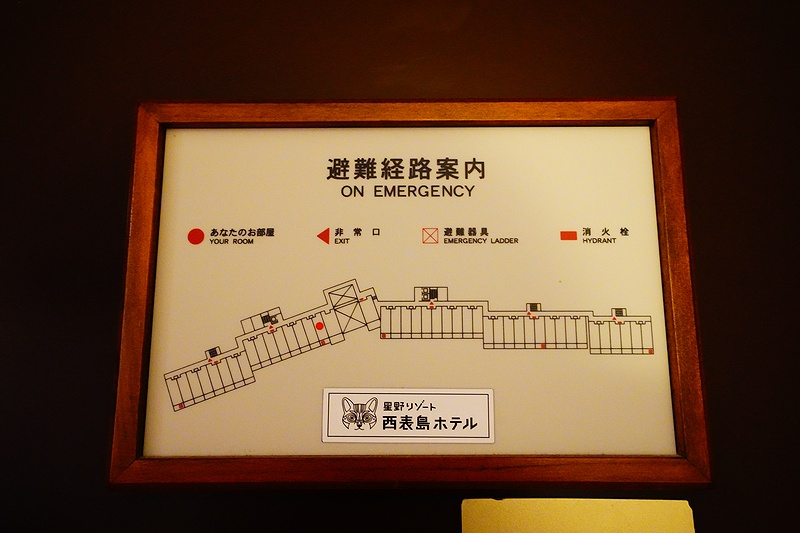 避難経路案内
ON EMERGENCY
あなたのお部屋
YOUR ROOM
非常口
EXIT
避難器具
EMERGENCY LADDER
消火栓
HYDRANT
星野リゾート
西表島ホテル